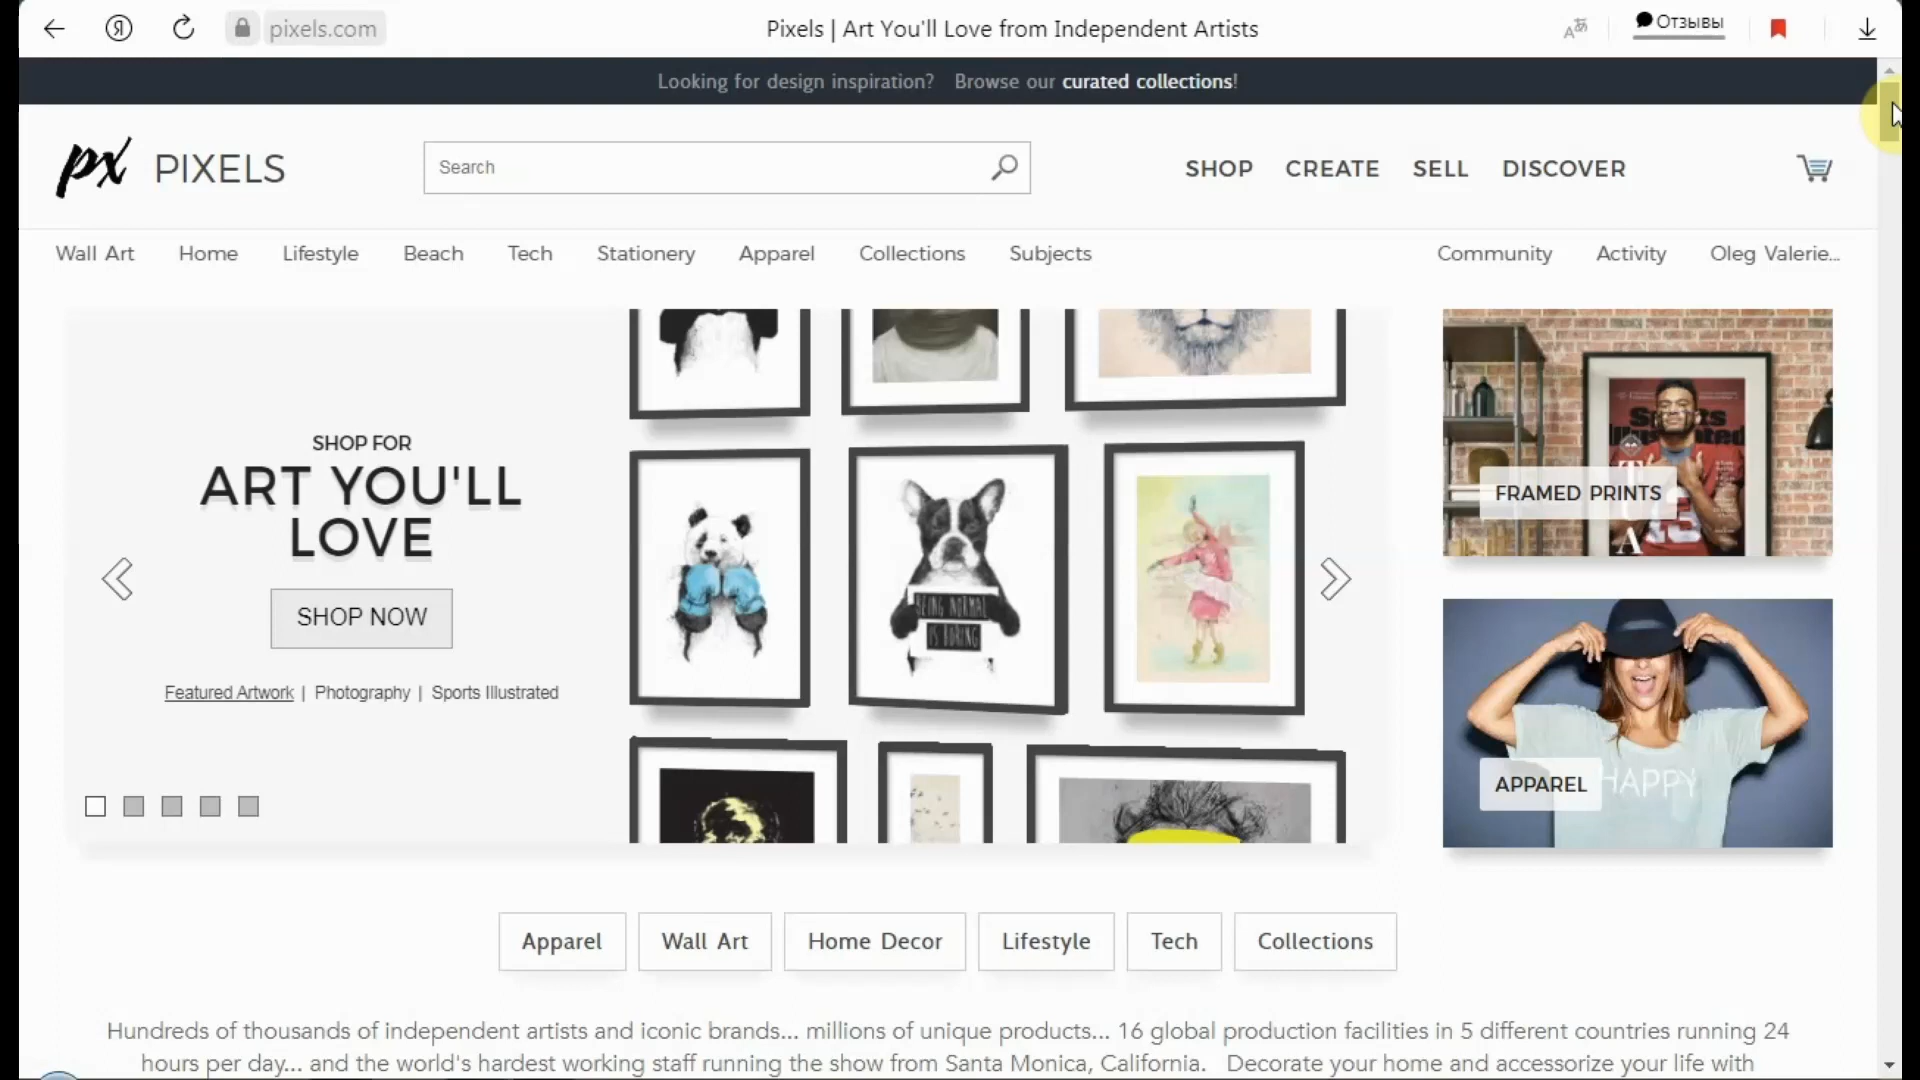 pixels.com
Pixels | Art You'll Love from Independent Artists
Отзывы
Looking for design inspiration? Browse our curated collections!
px PIXELS
Search
SHOP CREATE SELL DISCOVER
Wall Art Home Lifestyle Beach Tech Stationery Apparel Collections Subjects
Community Activity Oleg Valerie...
SHOP FOR
ART YOU'LL
LOVE
SHOP NOW
Featured Artwork | Photography | Sports Illustrated
BEING NORMAL
IS BORING
FRAMED PRINTS
HAPPY
APPAREL
Apparel Wall Art Home Decor Lifestyle Tech Collections
Hundreds of thousands of independent artists and iconic brands... millions of unique products... 16 global production facilities in 5 different countries running 24
hours per day... and the world's hardest working staff running the show from Santa Monica, California. Decorate your home and accessorize your life with